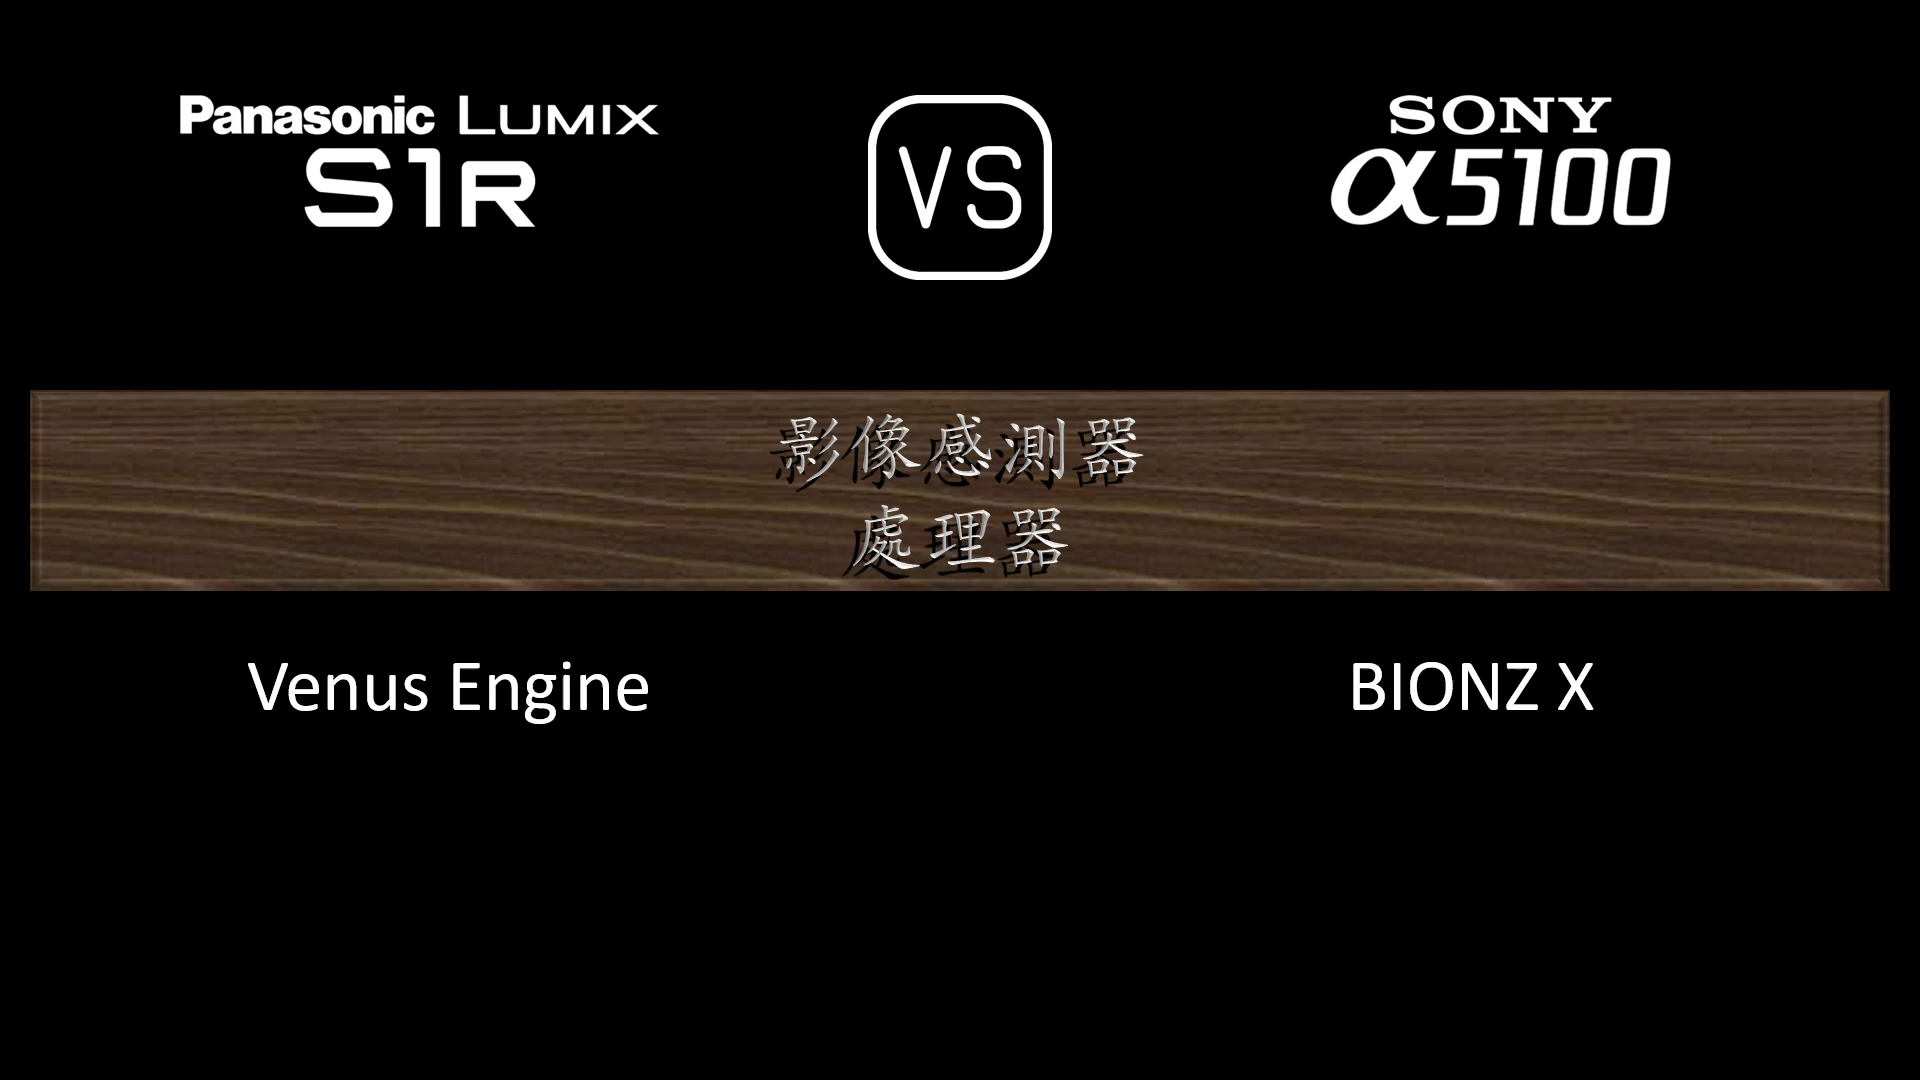 Panasonic LUMIX
S1R
VS
SONY
α5100
影像感測器
處理器
Venus Engine
BIONZ X